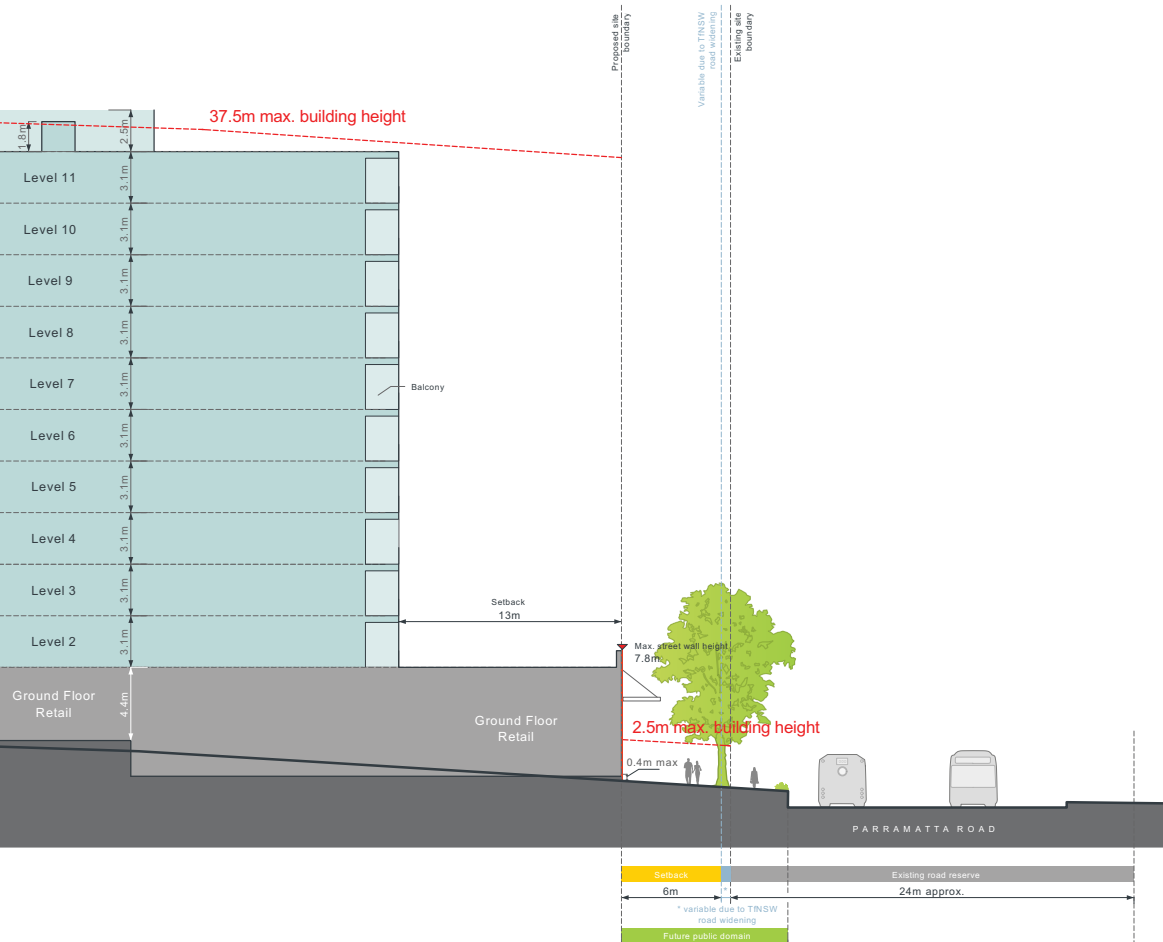 Proposed site
boundary
Variable due to TfNSW
road widening
Existing site
boundary
37.5m max. building height
1.8m
2.5m
Level 11
3.1m
Level 10
3.1m
Level 9
3.1m
Level 8
3.1m
Level 7
3.1m
Balcony
Level 6
3.1m
Level 5
3.1m
Level 4
3.1m
Level 3
3.1m
Level 2
3.1m
Setback
13m
Max. street wall height
7.8m
Ground Floor
Retail
4.4m
Ground Floor
Retail
2.5m max. building height
0.4m max
PARRAMATTA ROAD
Setback
*
Existing road reserve
6m
24m approx.
* variable due to TfNSW
road widening
Future public domain